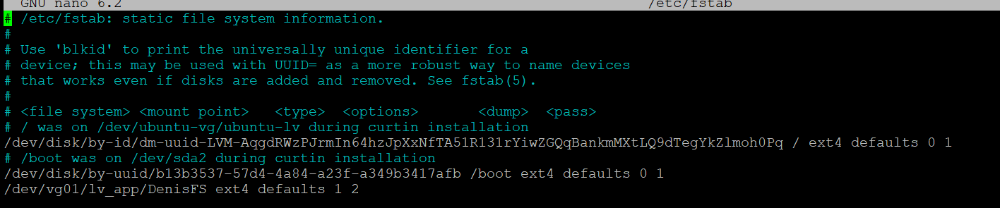 GNU nano 6.2 /etc/fstab
# /etc/fstab: static file system information.
#
# Use 'blkid' to print the universally unique identifier for a
# device; this may be used with UUID= as a more robust way to name devices
# that works even if disks are added and removed. See fstab(5).
#
# <file system> <mount point>   <type>  <options>       <dump>  <pass>
# / was on /dev/ubuntu-vg/ubuntu-lv during curtin installation
/dev/disk/by-id/dm-uuid-LVM-AqgdRWzPJrmIn64hzJpXxNfTA51R131rYiwZGQqBankmMXtLQ9dTegYkZlmoh0Pq / ext4 defaults 0 1
# /boot was on /dev/sda2 during curtin installation
/dev/disk/by-uuid/b13b3537-57d4-4a84-a23f-a349b3417afb /boot ext4 defaults 0 1
/dev/vg01/lv_app/DenisFS ext4 defaults 1 2